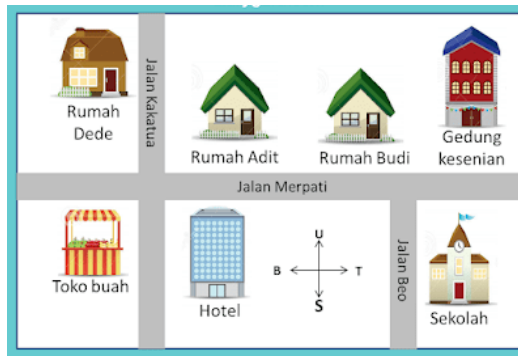 Rumah
Dede
Jalan Kakatua
Rumah Adit
Rumah Budi
Gedung
kesenian
Jalan Merpati
Toko buah
Hotel
U
B
T
S
Jalan Beo
Sekolah